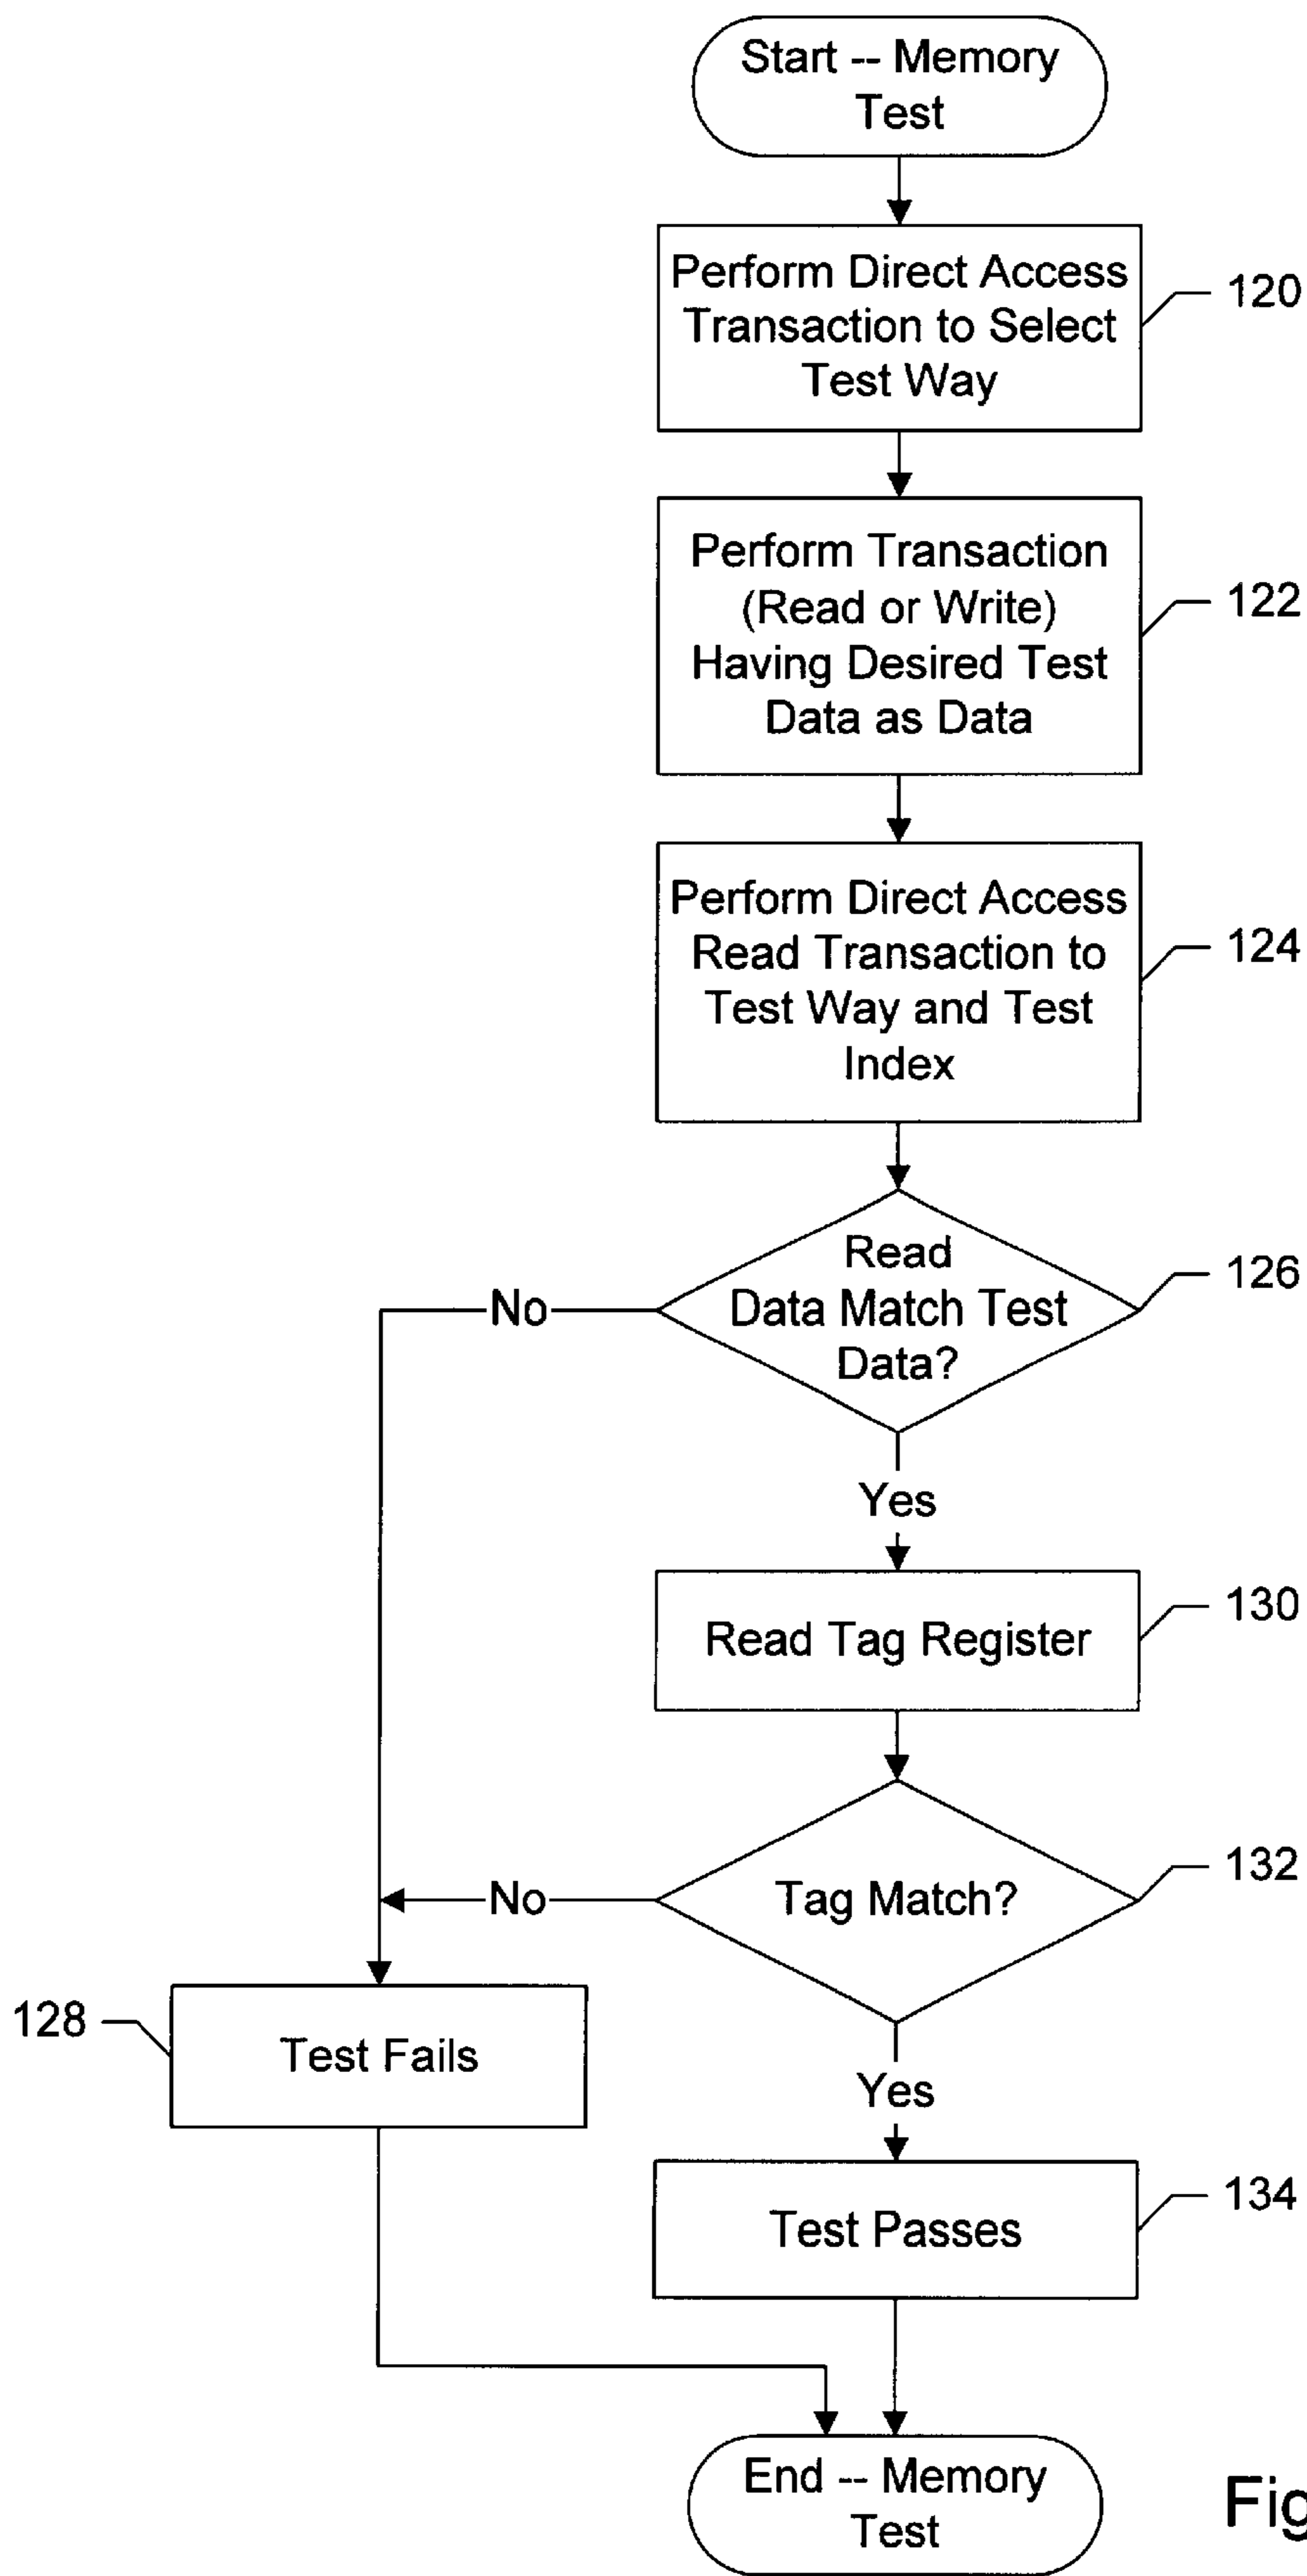 Start -- Memory
Test
Perform Direct Access
Transaction to Select
Test Way
120
Perform Transaction
(Read or Write)
Having Desired Test
Data as Data
122
Perform Direct Access
Read Transaction to
Test Way and Test
Index
124
Read
Data Match Test
Data?
126
No
Yes
Read Tag Register
130
Tag Match?
132
No
128
Test Fails
Yes
Test Passes
134
End -- Memory
Test
Fig